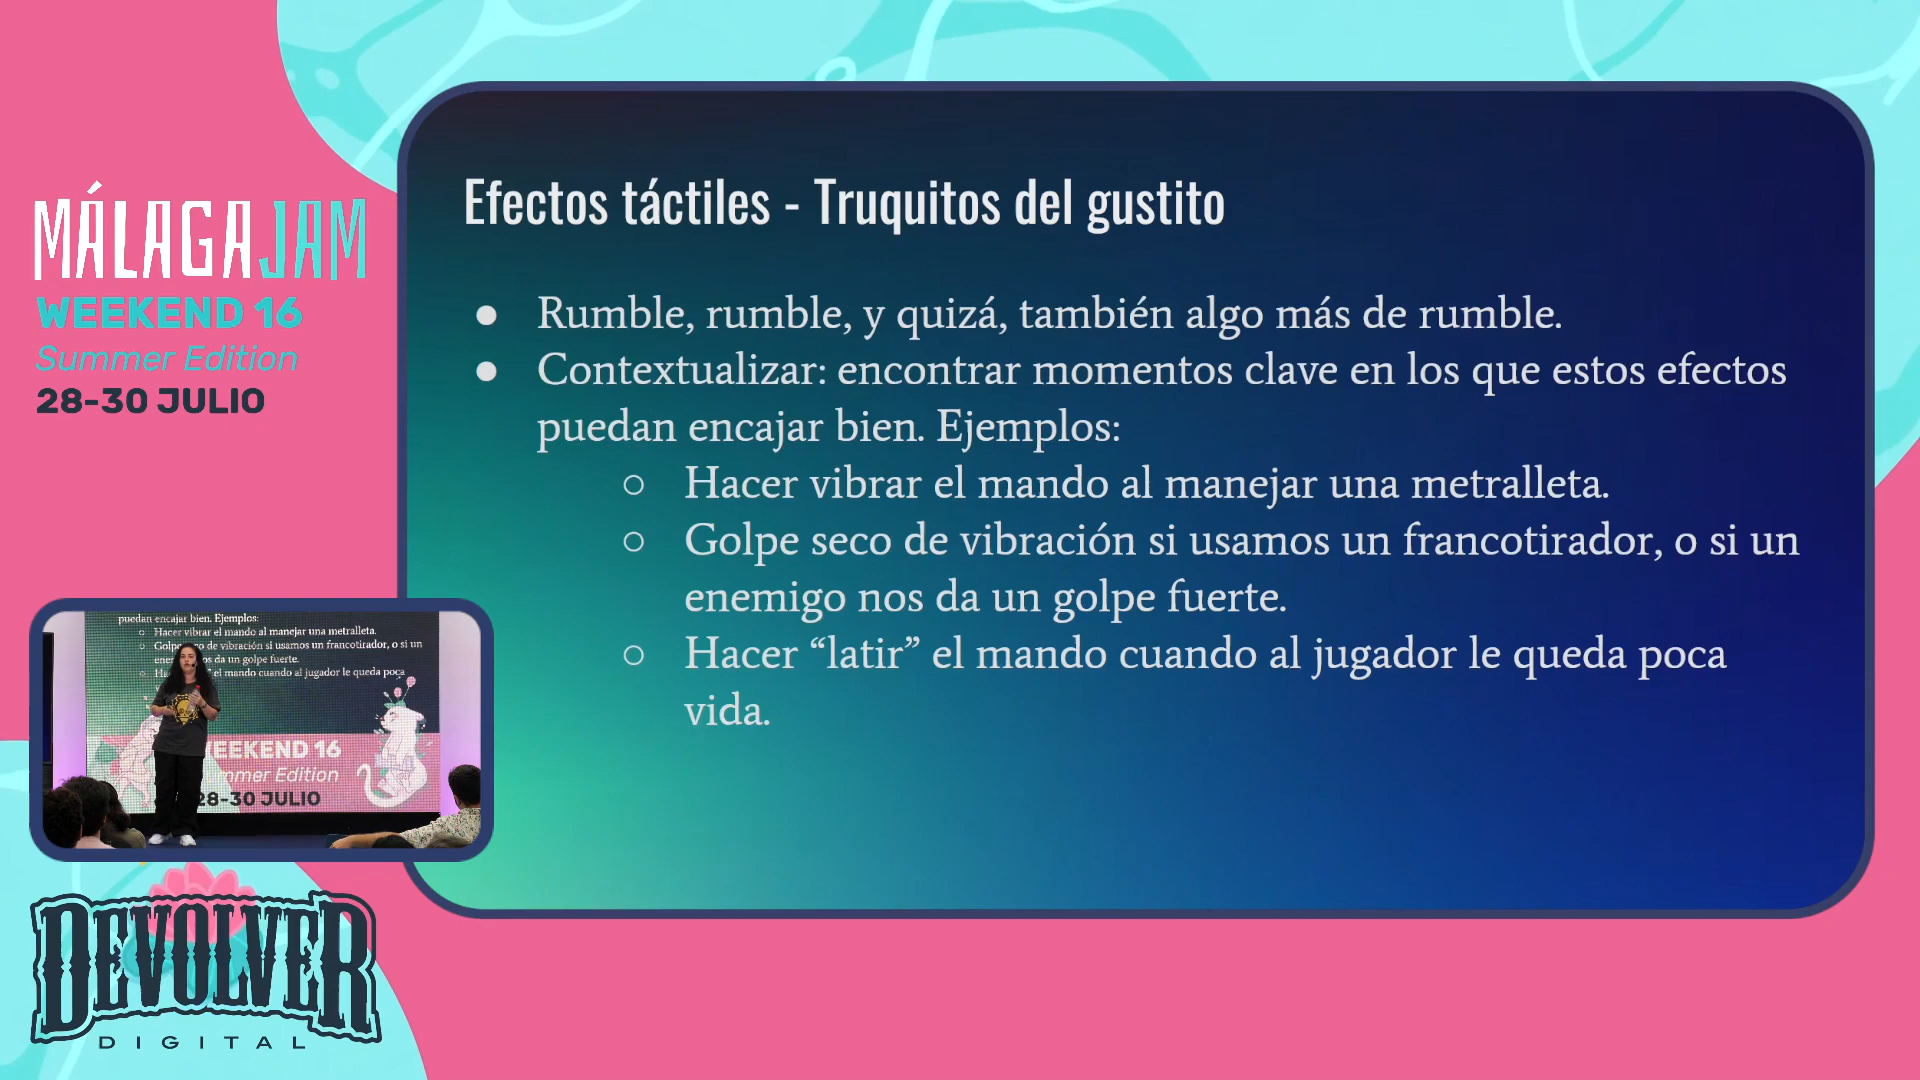 MÁLAGAJAM
WEEKEND 16
Summer Edition
28-30 JULIO
Efectos táctiles - Truquitos del gustito
● Rumble, rumble, y quizá, también algo más de rumble.
● Contextualizar: encontrar momentos clave en los que estos efectos
puedan encajar bien. Ejemplos:
○ Hacer vibrar el mando al manejar una metralleta.
○ Golpe seco de vibración si usamos un francotirador, o si un
enemigo nos da un golpe fuerte.
○ Hacer “latir” el mando cuando al jugador le queda poca
vida.
puedan encajar bien. Ejemplos:
○ Hacer vibrar el mando al manejar una metralleta.
○ Golpe de vibración si usamos un francotirador, o si un
da un golpe fuerte.
○ el mando cuando al jugador le queda poca
WEEKEND 16
Edition
28-30 JULIO
DEVOLVER
DIGITAL